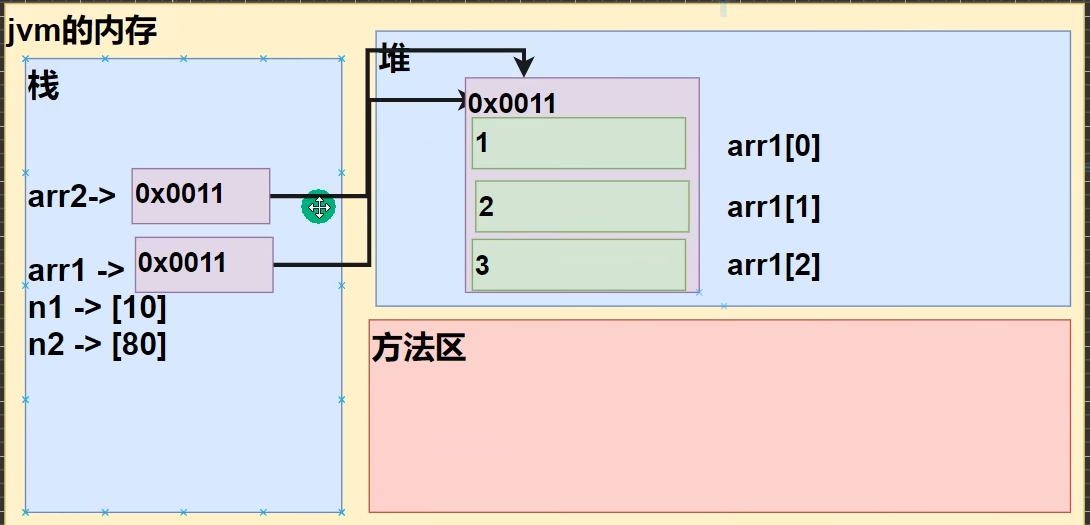 jvm的内存
栈
堆
0x0011
1
arr1[0]
arr2-> 0x0011
2
arr1[1]
arr1 -> 0x0011
3
arr1[2]
n1 -> [10]
n2 -> [80]
方法区